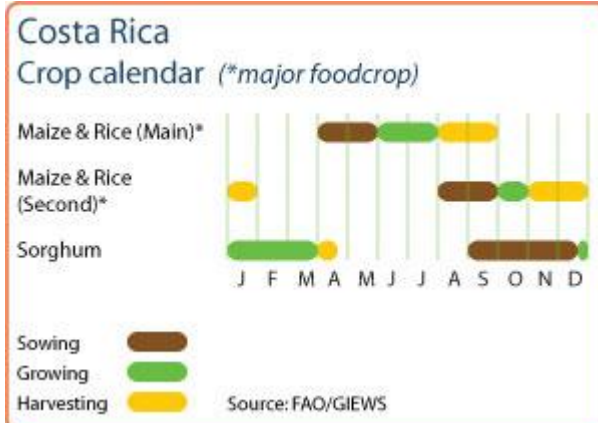 Costa Rica
Crop calendar (*major foodcrop)
Maize & Rice (Main)*
Maize & Rice
(Second)*
Sorghum
J F M A M J J A S O N D
Sowing
Growing
Harvesting
Source: FAO/GIEWS